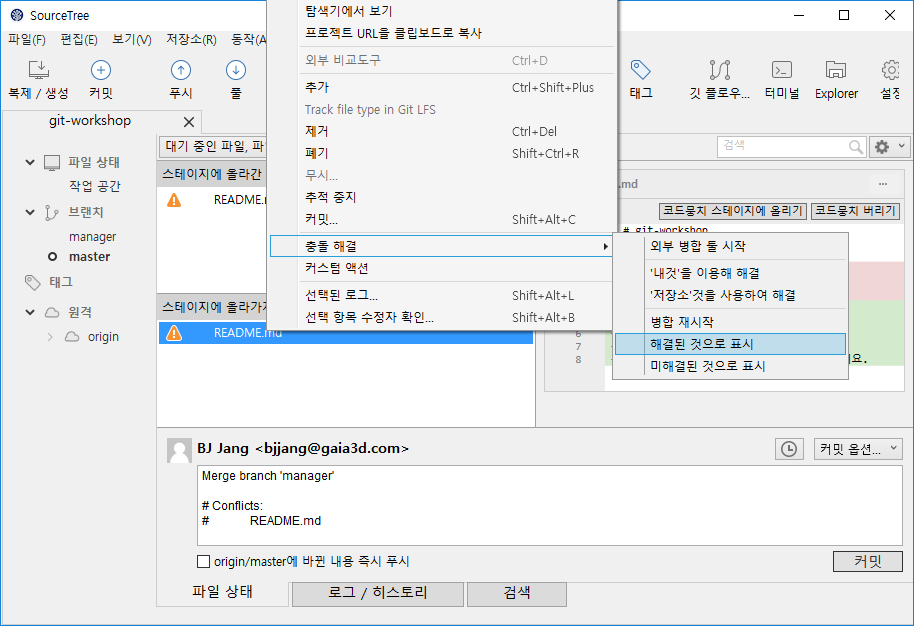 SourceTree
파일(F) 편집(E) 보기(V) 저장소(R) 동작(A
복제 / 생성 커밋 푸시 풀 태그 깃 플로우... 터미널 Explorer 설정
git-workshop
파일 상태
작업 공간
브랜치
manager
master
태그
원격
origin
대기 중인 파일, 파
스테이지에 올라간
README.
스테이지에 올라가지
README.md
탐색기에서 보기
프로젝트 URL을 클립보드로 복사
외부 비교도구 Ctrl+D
추가 Ctrl+Shift+Plus
Track file type in Git LFS
제거 Ctrl+Del
폐기 Shift+Ctrl+R
무시...
추적 중지
커밋... Shift+Alt+C
충돌 해결
커스텀 액션
선택된 로그... Shift+Alt+L
선택 항목 수정자 확인... Shift+Alt+B
검색
.md ...
코드뭉치 스테이지에 올리기 코드뭉치 버리기
# git-workshop
외부 병합 툴 시작
'내것'을 이용해 해결
'저장소'것을 사용하여 해결
병합 재시작
해결된 것으로 표시
미해결된 것으로 표시
6
7
8
요.
BJ Jang <bjjang@gaia3d.com>
커밋 옵션...
Merge branch 'manager'
# Conflicts:
# README.md
origin/master에 바뀐 내용 즉시 푸시
커밋
파일 상태 로그 / 히스토리 검색